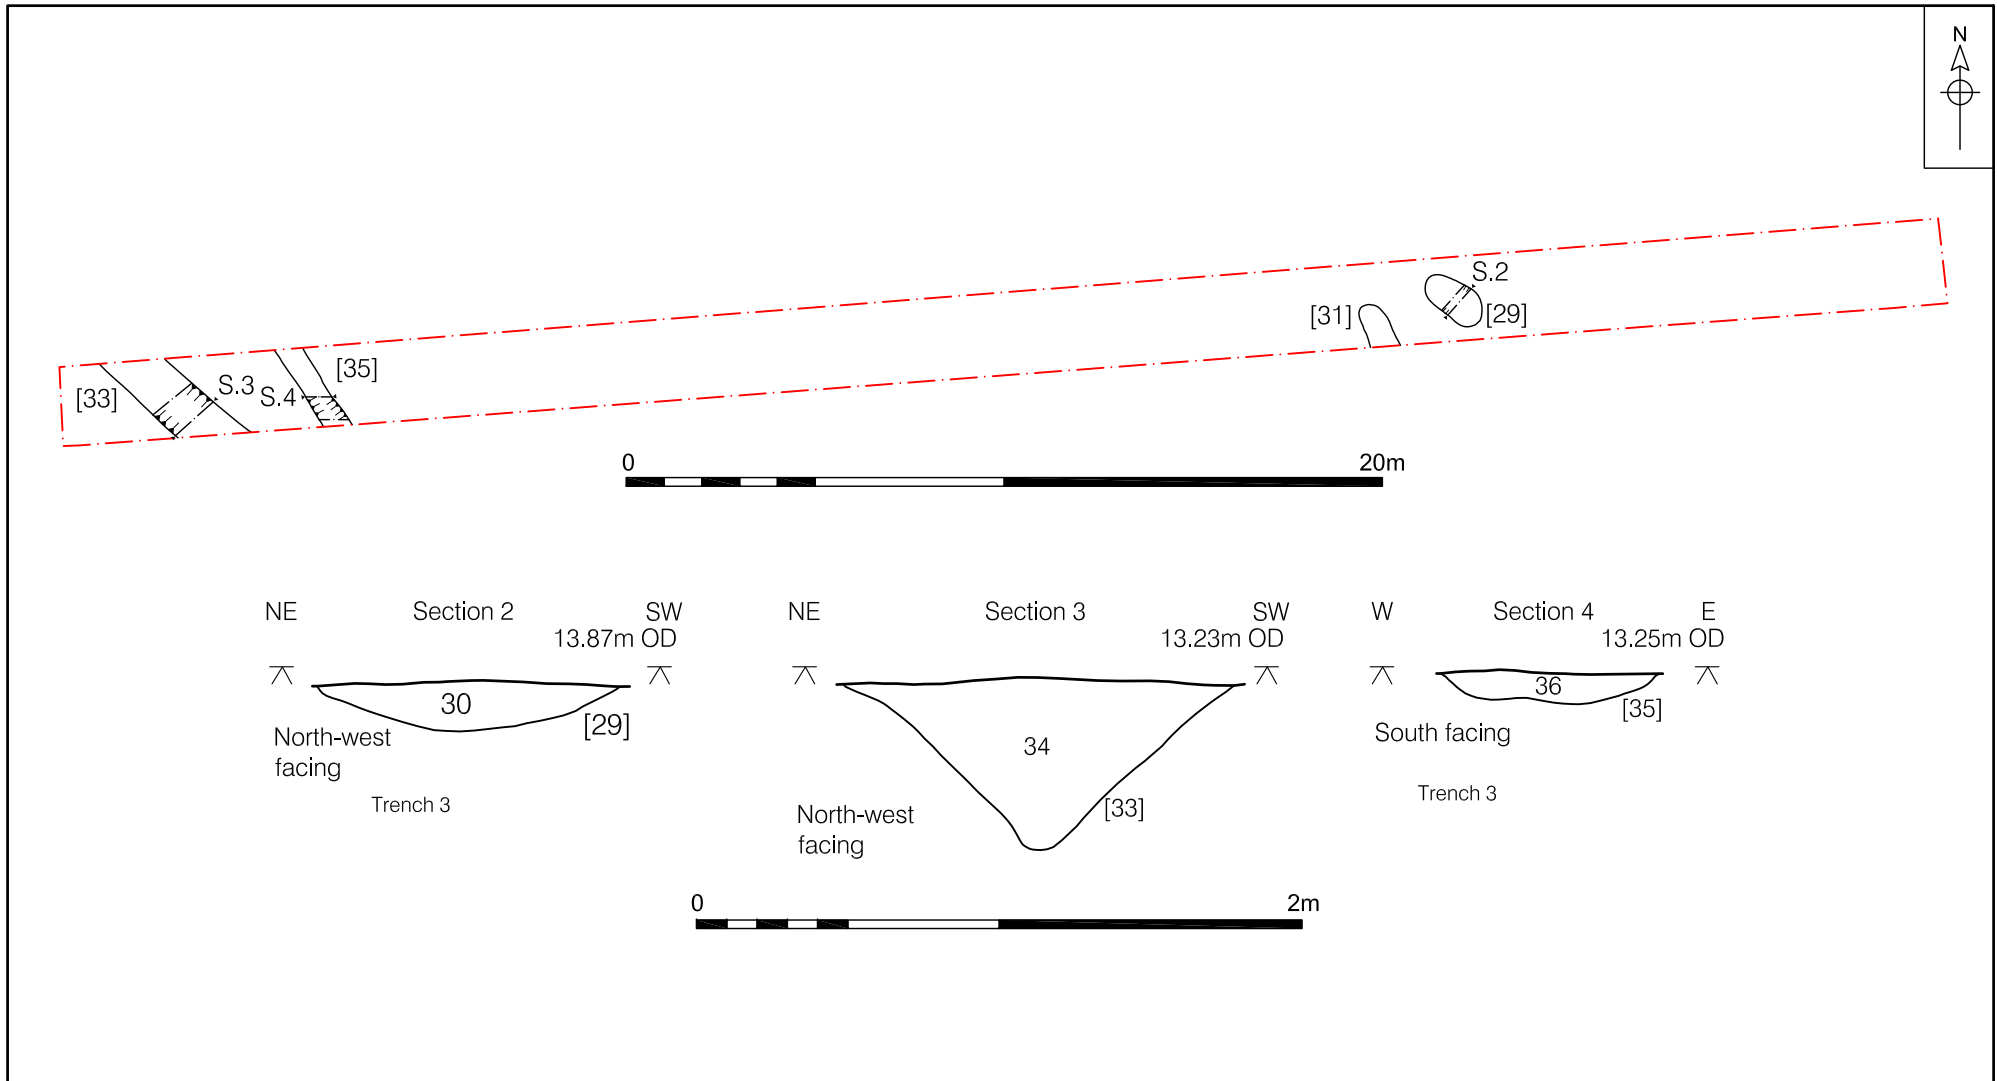 N
S.2
[31]
[29]
[35]
S.3
S.4
[33]
0 20m
NE Section 2 SW
13.87m OD
30
[29]
North-west
facing
Trench 3
NE Section 3 SW
13.23m OD
34
[33]
North-west
facing
W Section 4 E
13.25m OD
36
[35]
South facing
Trench 3
0 2m